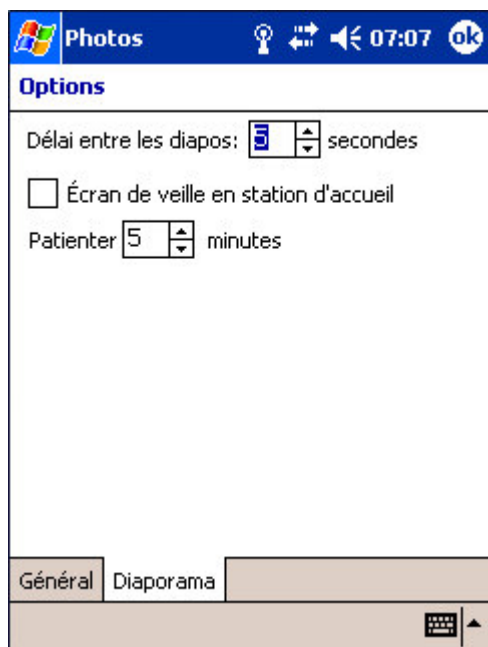 Photos 07:07 ok
Options
Délai entre les diapos: 5 secondes
Écran de veille en station d'accueil
Patienter 5 minutes
Général Diaporama